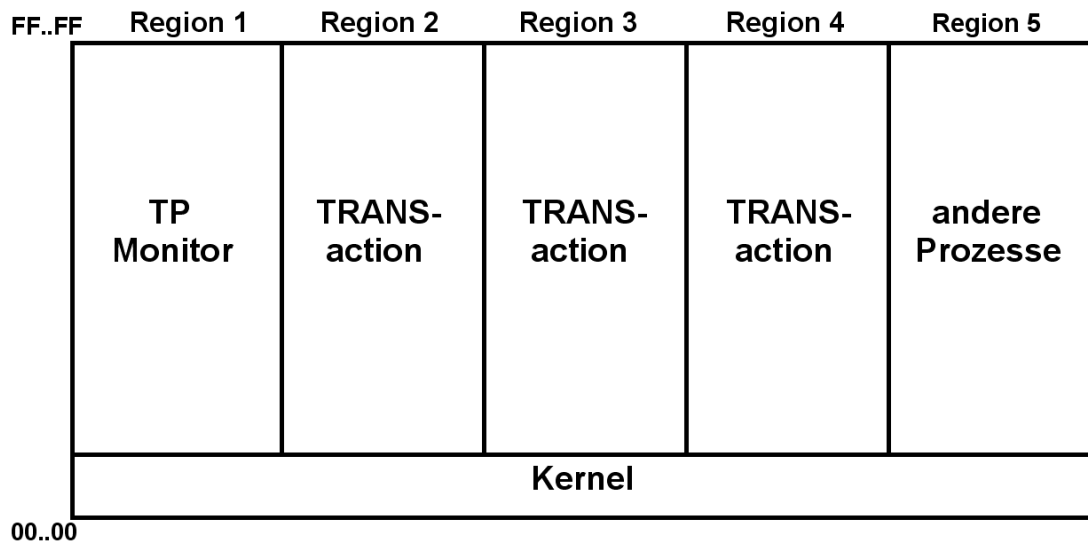 FF..FF Region 1 Region 2 Region 3 Region 4 Region 5
TP
Monitor
TRANS-
action
TRANS-
action
TRANS-
action
andere
Prozesse
Kernel
00..00